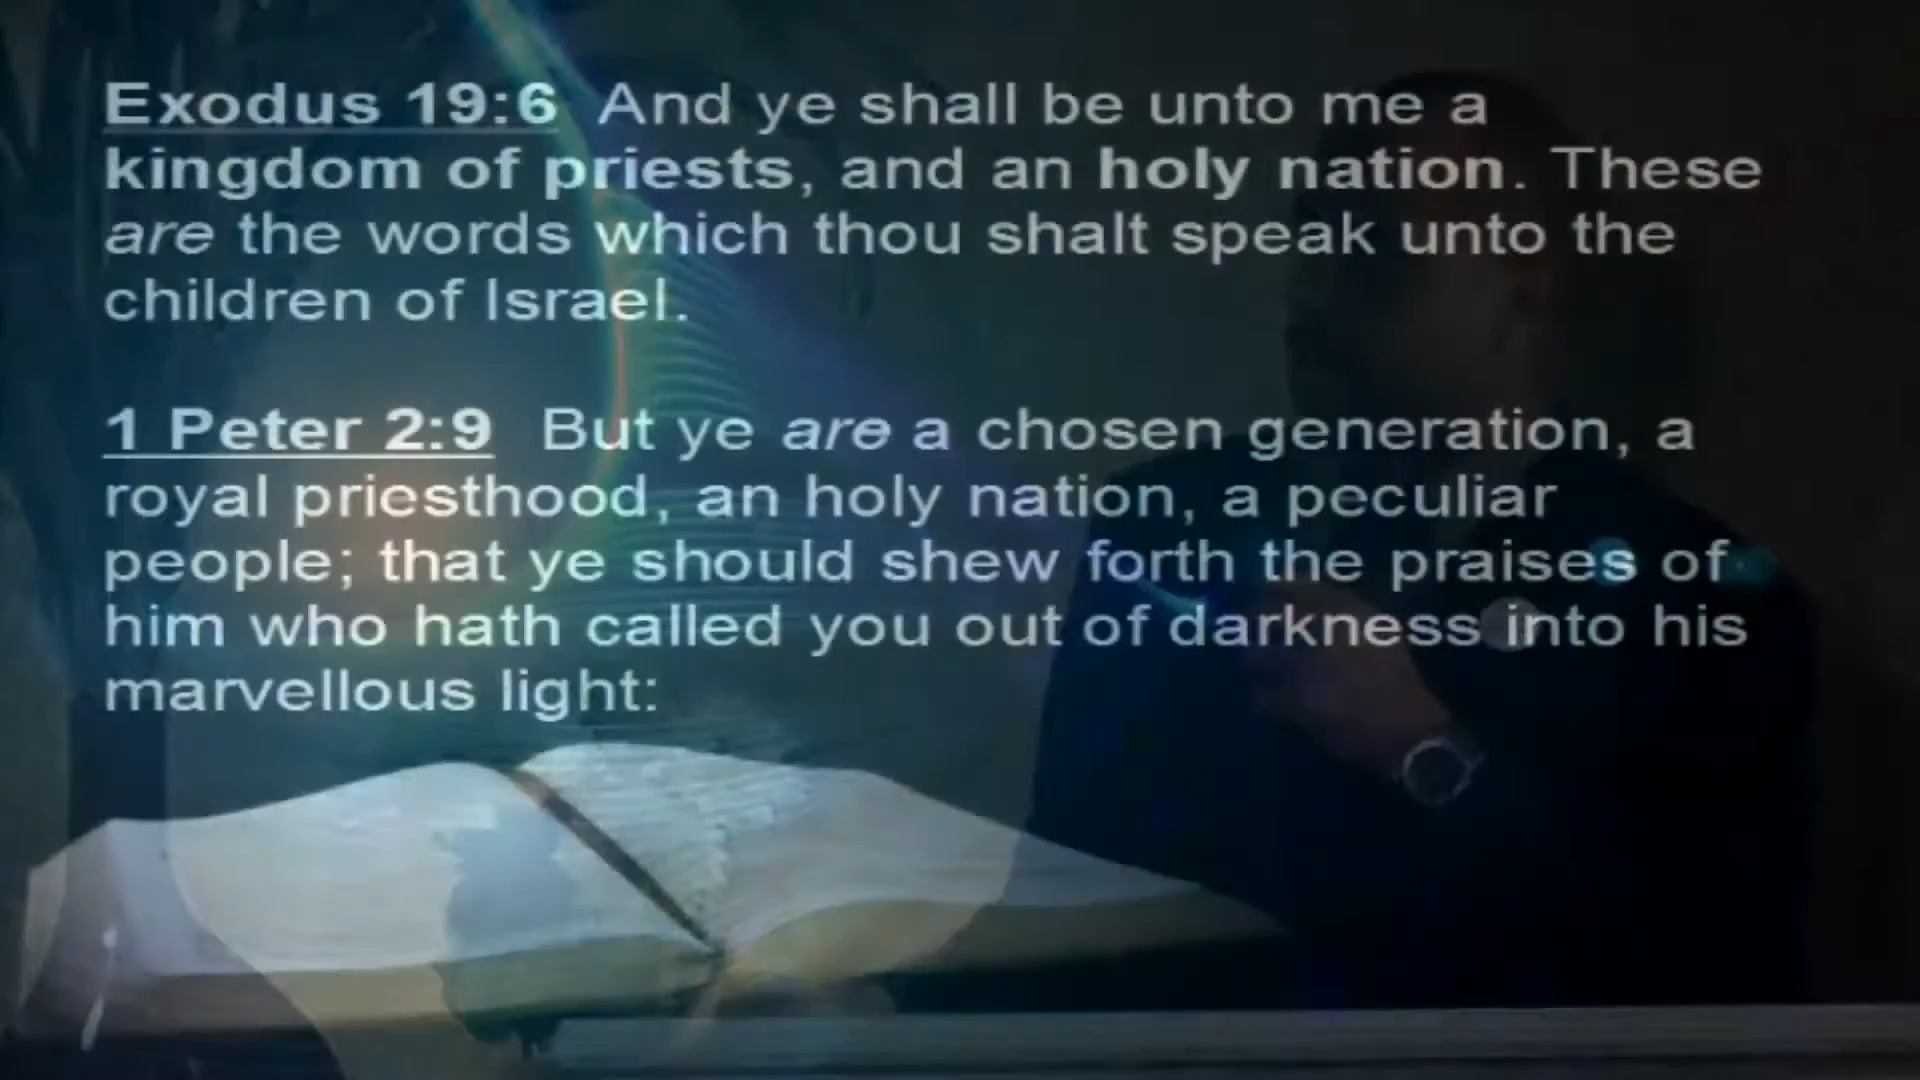 Exodus 19:6 And ye shall be unto me a
kingdom of priests, and an holy nation. These
are the words which thou shalt speak unto the
children of Israel.
1 Peter 2:9 But ye are a chosen generation, a
royal priesthood, an holy nation, a peculiar
people; that ye should shew forth the praises of
him who hath called you out of darkness into his
marvellous light: